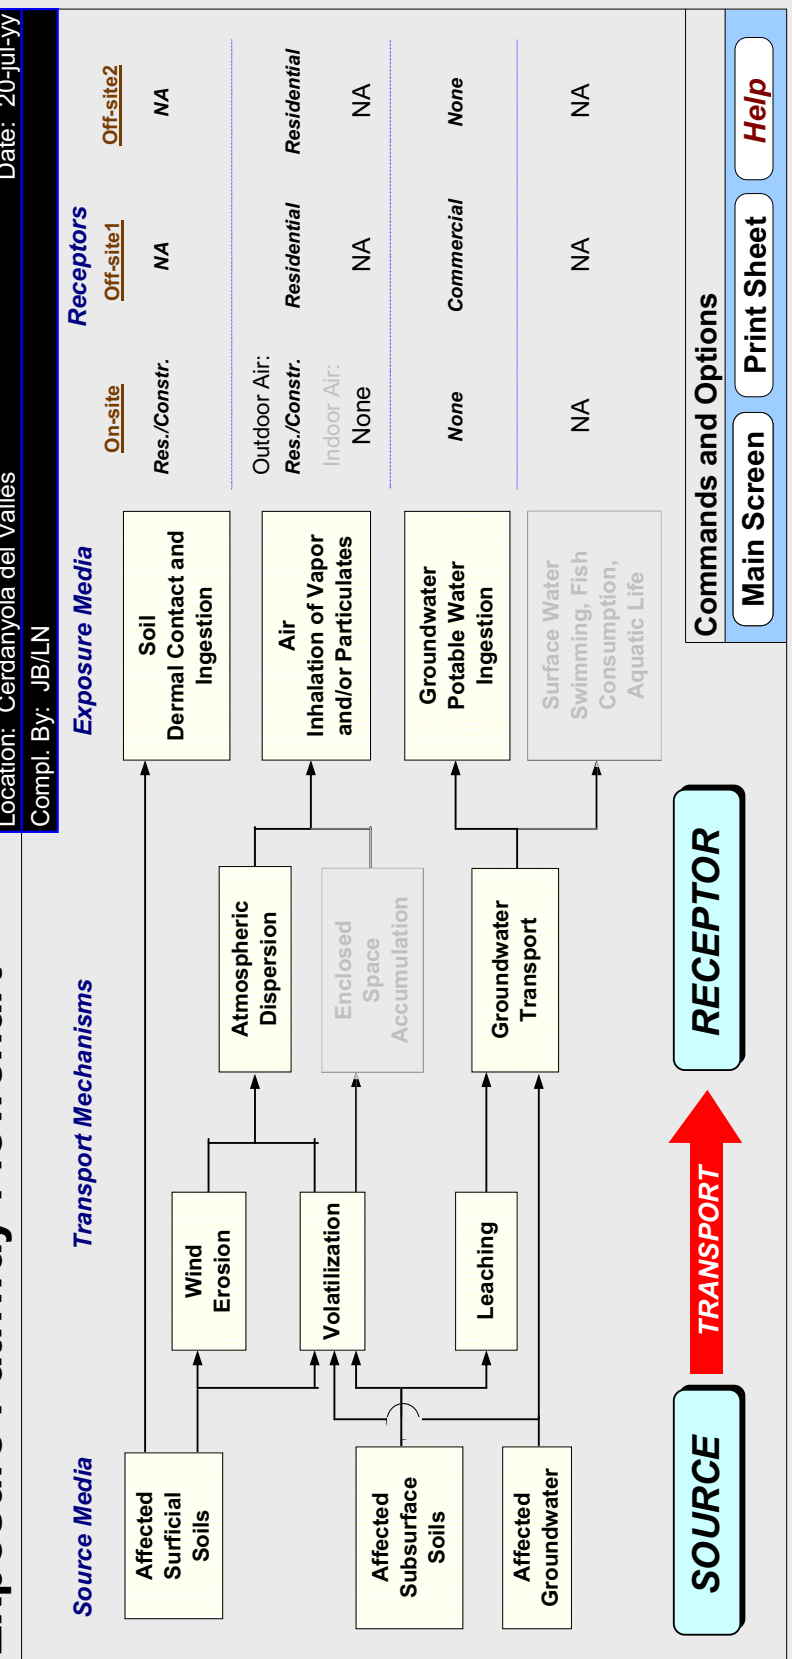 Exposure Pathway Flowchart
Location: Cerdanyola del Valles
Date: 20-jul-yy
Compl. By: JB/LN
Source Media
Transport Mechanisms
Exposure Media
Receptors
On-site
Off-site1
Off-site2
Affected
Surficial
Soils
Soil
Dermal Contact and
Ingestion
Res./Constr.
NA
NA
Wind
Erosion
Atmospheric
Dispersion
Air
Inhalation of Vapor
and/or Particulates
Outdoor Air:
Res./Constr.
Residential
Residential
Indoor Air:
None
NA
NA
Volatilization
Enclosed
Space
Accumulation
Affected
Subsurface
Soils
Leaching
Groundwater
Transport
Groundwater
Potable Water
Ingestion
None
Commercial
None
Affected
Groundwater
Surface Water
Swimming, Fish
Consumption,
Aquatic Life
NA
NA
NA
SOURCE
TRANSPORT
RECEPTOR
Commands and Options
Main Screen
Print Sheet
Help